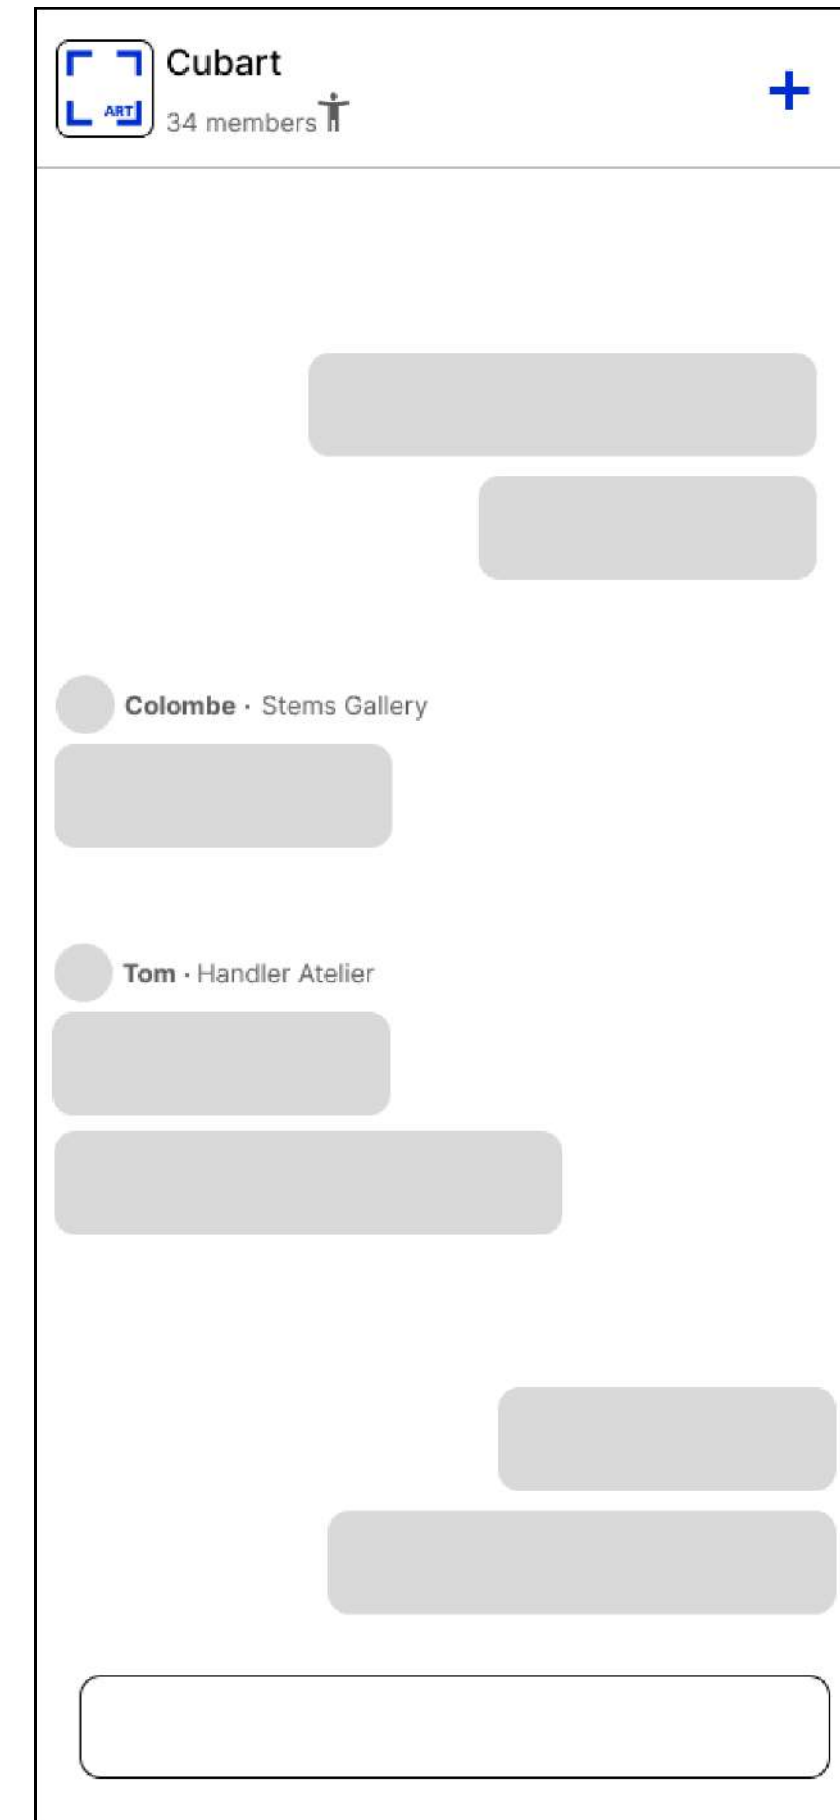 Cubart
ART
34 members
Colombe · Stems Gallery
Tom · Handler Atelier